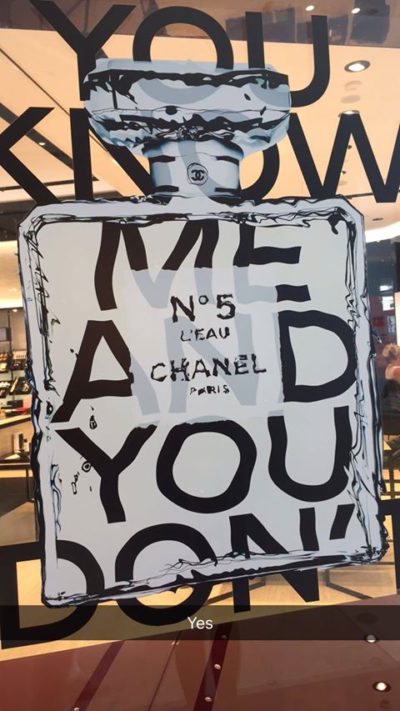 YOU
KNOW
ME
AND
N°5
L'EAU
CHANEL
PARIS
YOU
DON'T
Yes